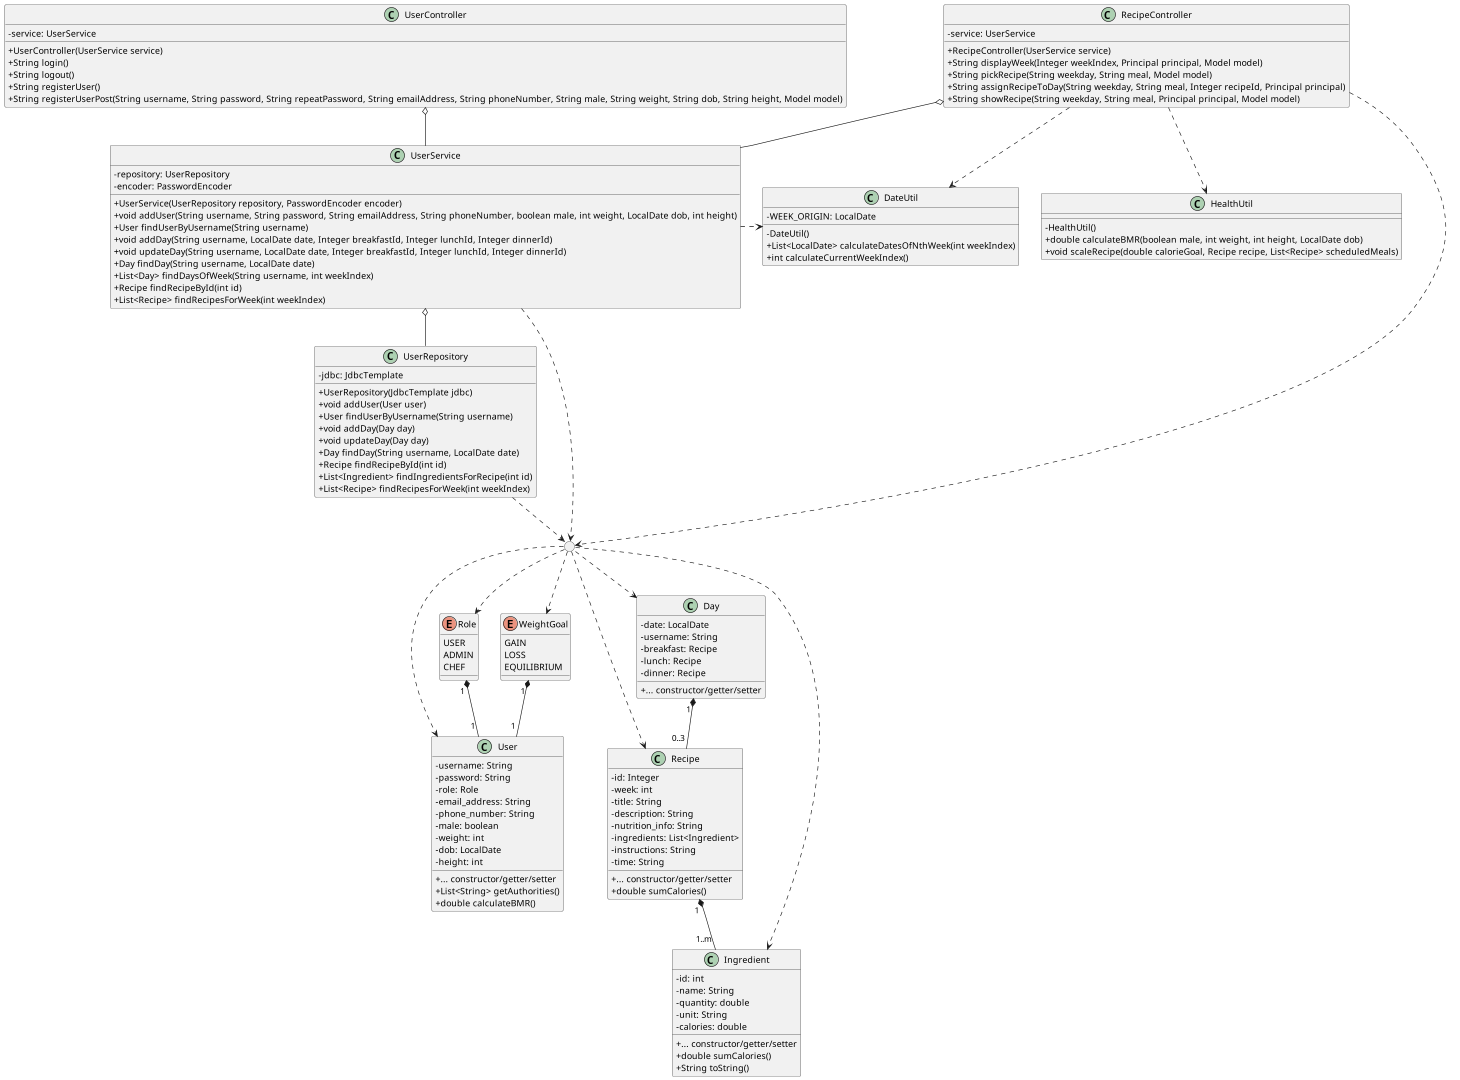 C UserController
-service: UserService
+UserController(UserService service)
+String login()
+String logout()
+String registerUser()
+String registerUserPost(String username, String password, String repeatPassword, String emailAddress, String phoneNumber, String male, String weight, String dob, String height, Model model)
C RecipeController
-service: UserService
+RecipeController(UserService service)
+String displayWeek(Integer weekIndex, Principal principal, Model model)
+String pickRecipe(String weekday, String meal, Model model)
+String assignRecipeToDay(String weekday, String meal, Integer recipeId, Principal principal)
+String showRecipe(String weekday, String meal, Principal principal, Model model)
C UserService
-repository: UserRepository
-encoder: PasswordEncoder
+UserService(UserRepository repository, PasswordEncoder encoder)
+void addUser(String username, String password, String emailAddress, String phoneNumber, boolean male, int weight, LocalDate dob, int height)
+User findUserByUsername(String username)
+void addDay(String username, LocalDate date, Integer breakfastId, Integer lunchId, Integer dinnerId)
+void updateDay(String username, LocalDate date, Integer breakfastId, Integer lunchId, Integer dinnerId)
+Day findDay(String username, LocalDate date)
+List<Day> findDaysOfWeek(String username, int weekIndex)
+Recipe findRecipeById(int id)
+List<Recipe> findRecipesForWeek(int weekIndex)
C DateUtil
-WEEK_ORIGIN: LocalDate
-DateUtil()
+List<LocalDate> calculateDatesOfNthWeek(int weekIndex)
+int calculateCurrentWeekIndex()
C HealthUtil
-HealthUtil()
+double calculateBMR(boolean male, int weight, int height, LocalDate dob)
+void scaleRecipe(double calorieGoal, Recipe recipe, List<Recipe> scheduledMeals)
C UserRepository
-jdbc: JdbcTemplate
+UserRepository(JdbcTemplate jdbc)
+void addUser(User user)
+User findUserByUsername(String username)
+void addDay(Day day)
+void updateDay(Day day)
+Day findDay(String username, LocalDate date)
+Recipe findRecipeById(int id)
+List<Ingredient> findIngredientsForRecipe(int id)
+List<Recipe> findRecipesForWeek(int weekIndex)
E Role
USER
ADMIN
CHEF
E WeightGoal
GAIN
LOSS
EQUILIBRIUM
C Day
-date: LocalDate
-username: String
-breakfast: Recipe
-lunch: Recipe
-dinner: Recipe
+... constructor/getter/setter
1
1
1
1
1
0..3
C User
-username: String
-password: String
-role: Role
-email_address: String
-phone_number: String
-male: boolean
-weight: int
-dob: LocalDate
-height: int
+... constructor/getter/setter
+List<String> getAuthorities()
+double calculateBMR()
C Recipe
-id: Integer
-week: int
-title: String
-description: String
-nutrition_info: String
-ingredients: List<Ingredient>
-instructions: String
-time: String
+... constructor/getter/setter
+double sumCalories()
1
1..m
C Ingredient
-id: int
-name: String
-quantity: double
-unit: String
-calories: double
+... constructor/getter/setter
+double sumCalories()
+String toString()